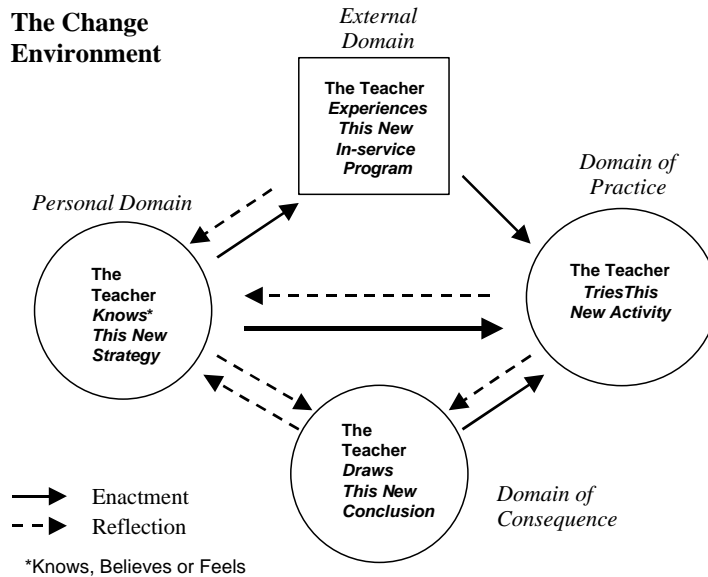 The Change
Environment
External
Domain
The Teacher
Experiences
This New
In-service
Program
Domain of
Practice
Personal Domain
The
Teacher
Knows*
This New
Strategy
The Teacher
TriesThis
New Activity
The
Teacher
Draws
This New
Conclusion
Domain of
Consequence
Enactment
Reflection
*Knows, Believes or Feels